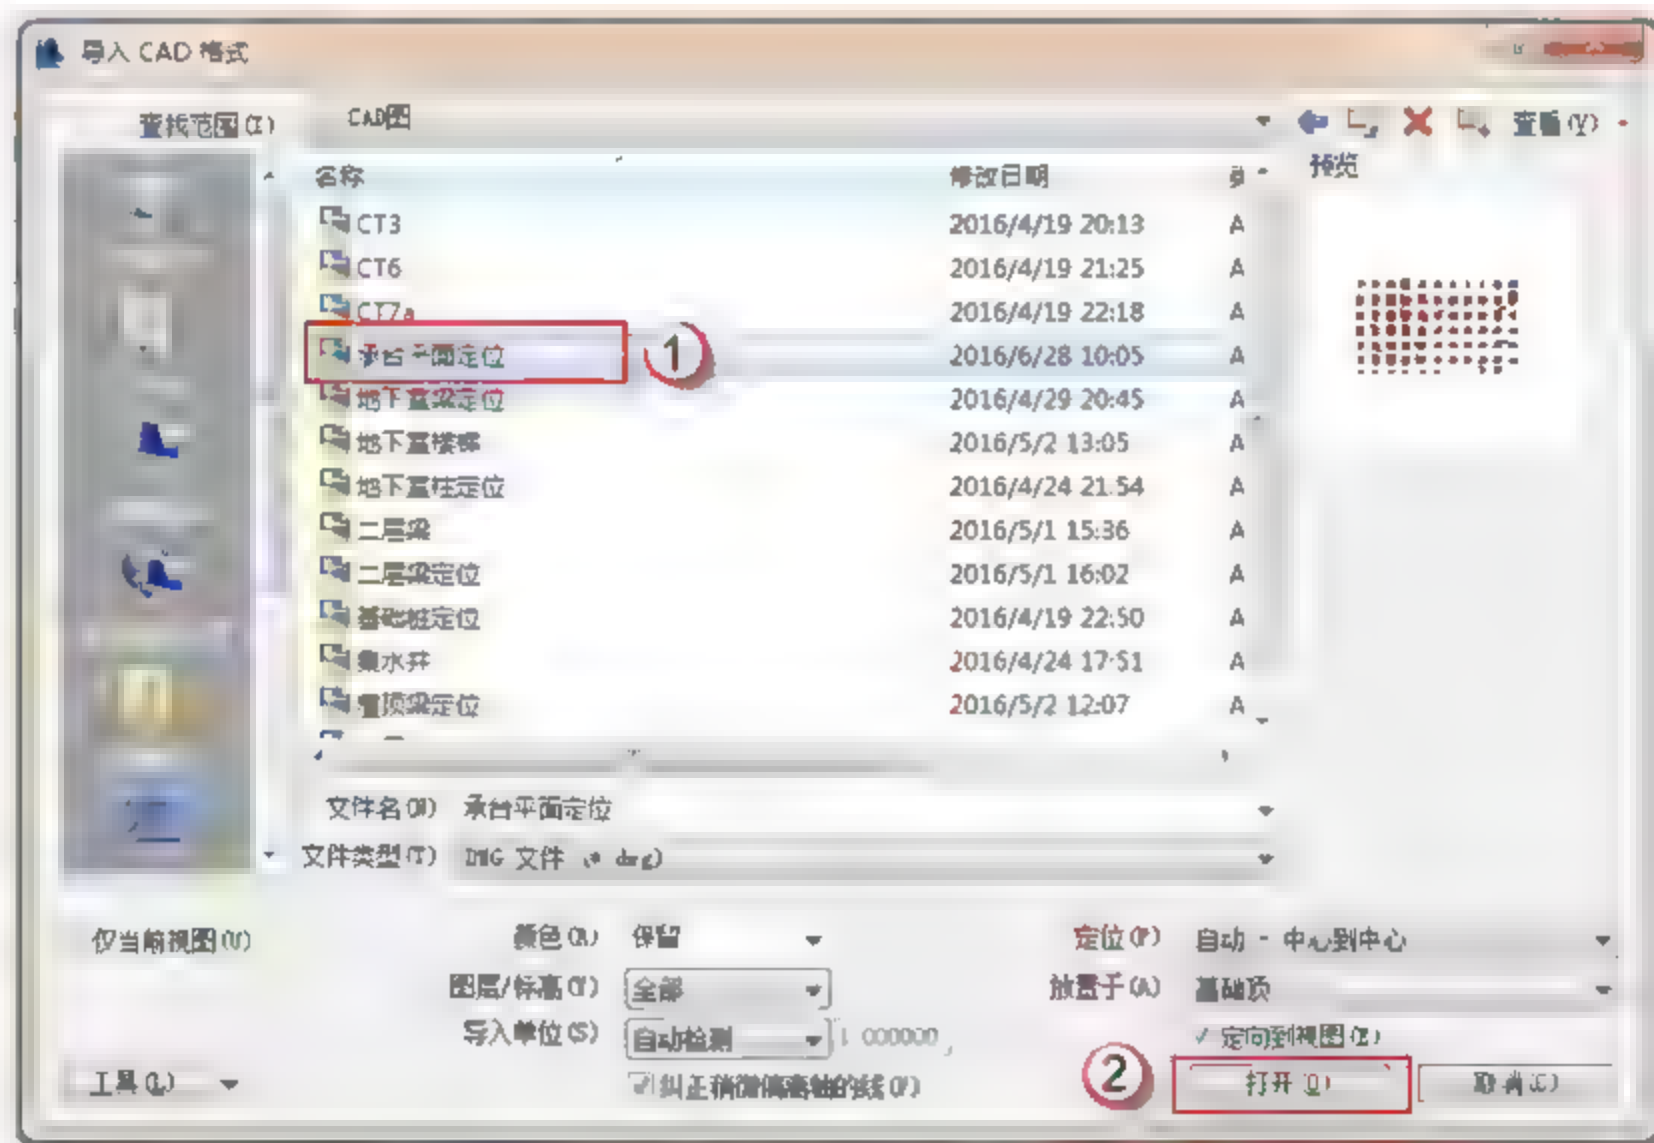 导入 CAD 格式
查找范围(I)
CAD图
查看(V)
预览
名称
修改日期
CT3 2016/4/19 20:13 A
CT6 2016/4/19 21:25 A
CT7a 2016/4/19 22:18 A
承台平面定位 2016/6/28 10:05 A
1
地下室梁定位 2016/4/29 20:45 A
地下室楼梯 2016/5/2 13:05 A
地下室柱定位 2016/4/24 21:54 A
二层梁 2016/5/1 15:36 A
二层梁定位 2016/5/1 16:02 A
基础桩定位 2016/4/19 22:50 A
集水井 2016/4/24 17:51 A
屋顶梁定位 2016/5/2 12:07 A
文件名(N) 承台平面定位
文件类型(T) DWG 文件 (*.dwg)
仅当前视图(U)
颜色(R) 保留
定位(P) 自动 - 中心到中心
图层/标高(Y) 全部
放置于(A) 基础顶
导入单位(S) 自动检测 1.000000
定向到视图(E)
纠正稍微偏离轴的线(F)
工具(L)
2
打开(O)
取消(C)